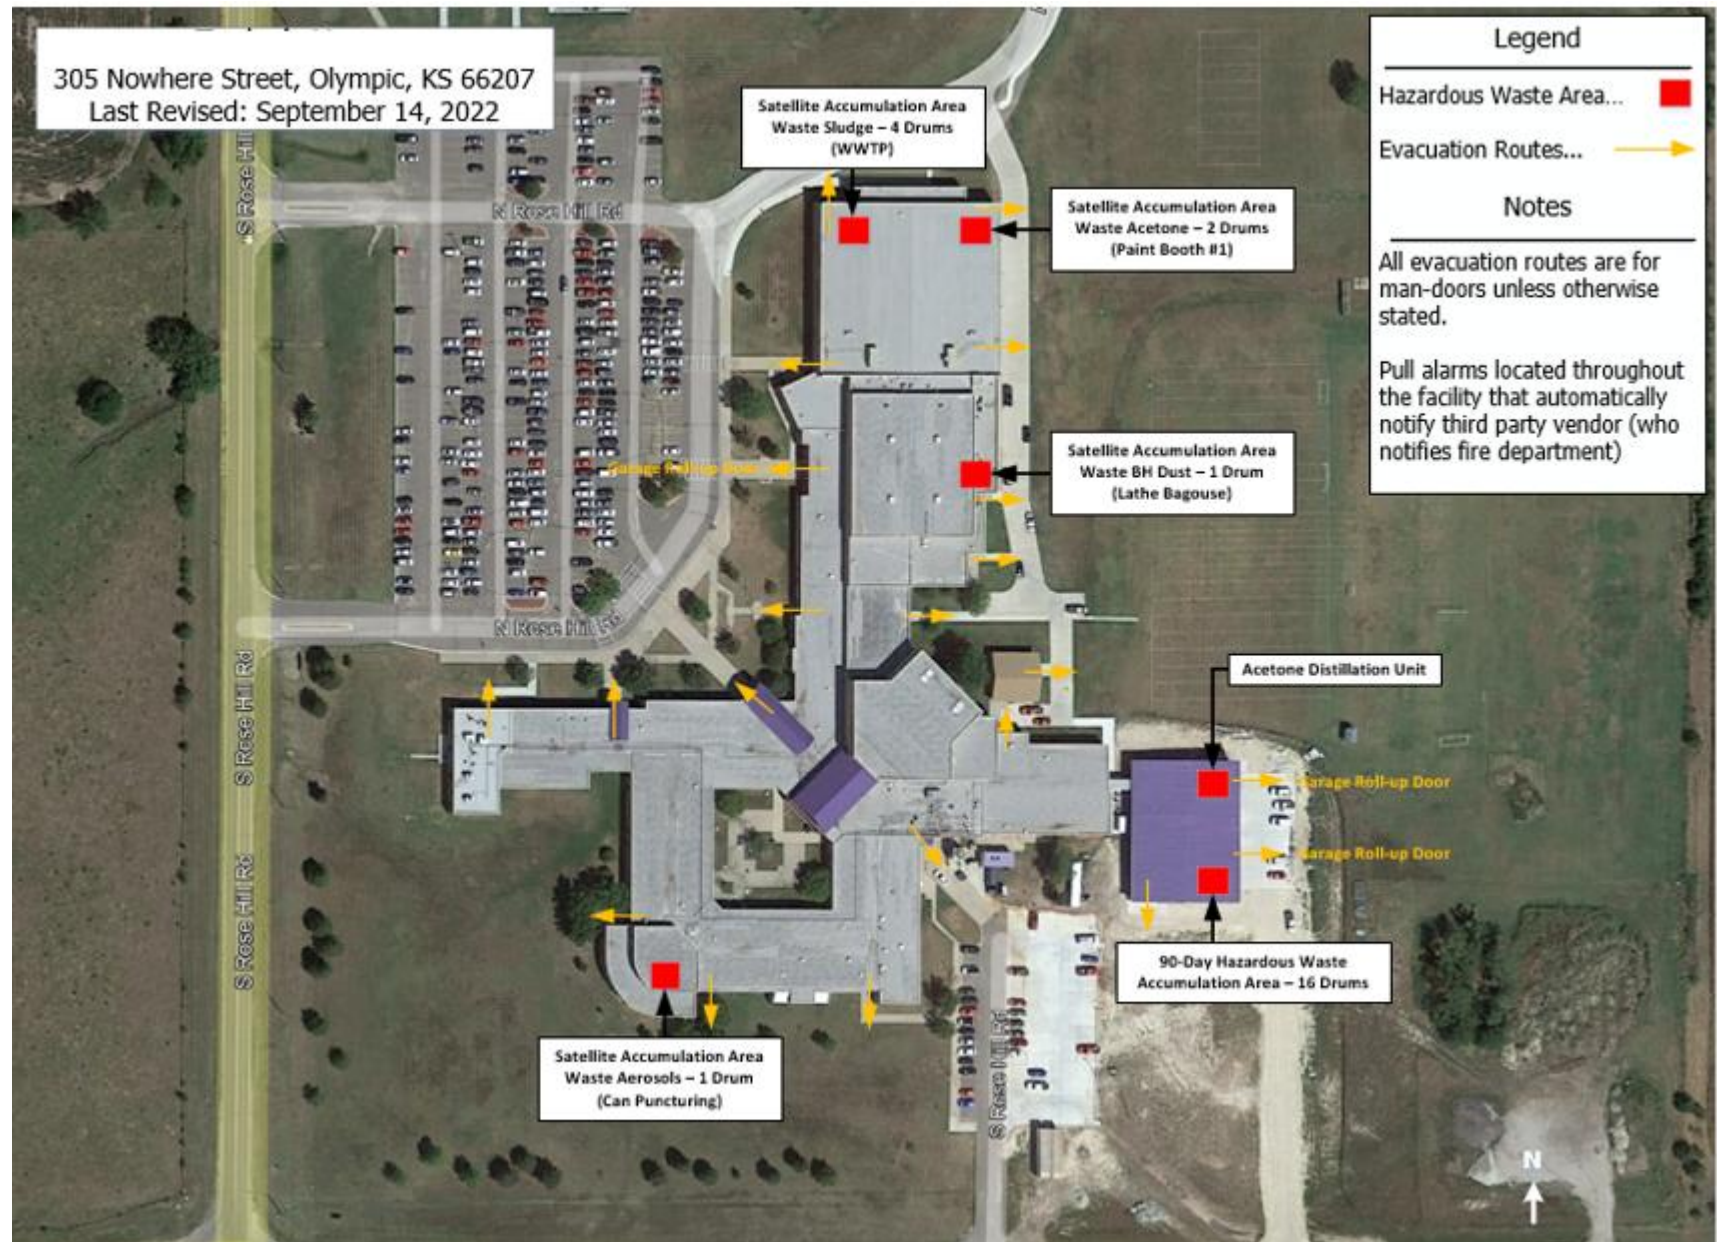 305 Nowhere Street, Olympic, KS 66207
Last Revised: September 14, 2022
Legend
Hazardous Waste Area...
Evacuation Routes...
Notes
All evacuation routes are for
man-doors unless otherwise
stated.
Pull alarms located throughout
the facility that automatically
notify third party vendor (who
notifies fire department)
Satellite Accumulation Area
Waste Sludge – 4 Drums
(WWTP)
Satellite Accumulation Area
Waste Acetone – 2 Drums
(Paint Booth #1)
S Rose Hil
N Rose Hill Rd
Garage Roll-up Door
Satellite Accumulation Area
Waste BH Dust – 1 Drum
(Lathe Bagouse)
N Rose Hill Rd
S Rose Hill Rd
Acetone Distillation Unit
Garage Roll-up Door
Garage Roll-up Door
S Rose Hill Rd
90-Day Hazardous Waste
Accumulation Area – 16 Drums
Satellite Accumulation Area
Waste Aerosols – 1 Drum
(Can Puncturing)
S Rose Hill Rd
N